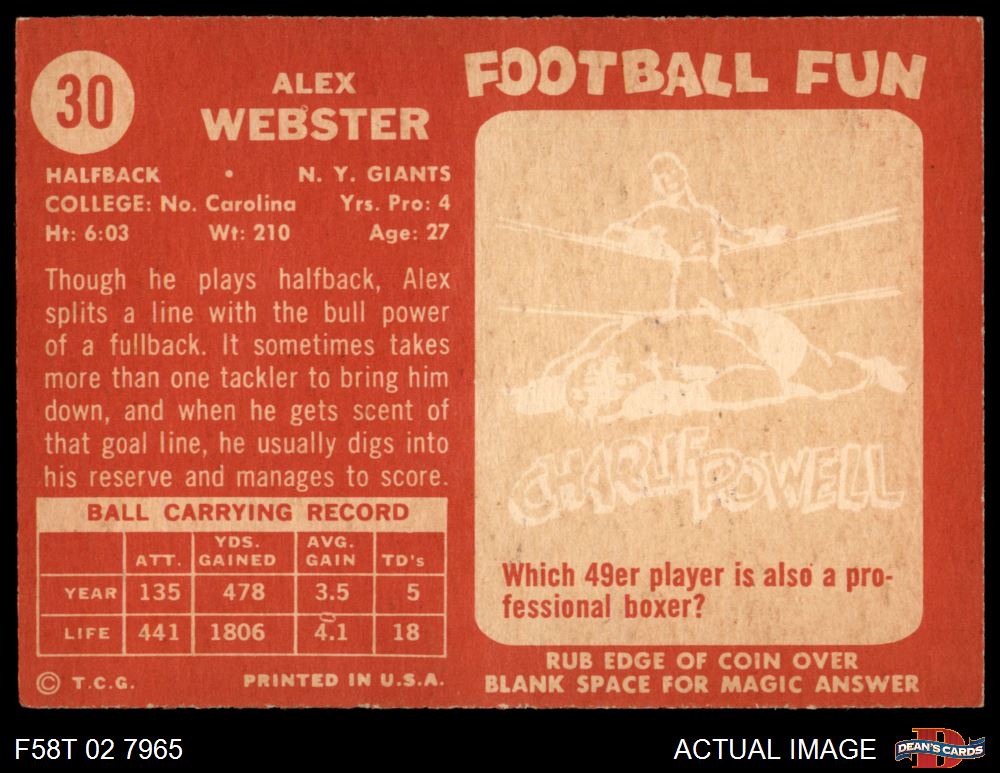 30
ALEX
WEBSTER
HALFBACK • N. Y. GIANTS
COLLEGE: No. Carolina Yrs. Pro: 4
Ht: 6:03 Wt: 210 Age: 27
Though he plays halfback, Alex
splits a line with the bull power
of a fullback. It sometimes takes
more than one tackler to bring him
down, and when he gets scent of
that goal line, he usually digs into
his reserve and manages to score.
BALL CARRYING RECORD
ATT. YDS. GAINED AVG. GAIN TD's
YEAR 135 478 3.5 5
LIFE 441 1806 4.1 18
© T.C.G. PRINTED IN U.S.A.
FOOTBALL FUN
CHARLIE POWELL
Which 49er player is also a pro-
fessional boxer?
RUB EDGE OF COIN OVER
BLANK SPACE FOR MAGIC ANSWER
F58T 02 7965
ACTUAL IMAGE
D
DEAN'S CARDS